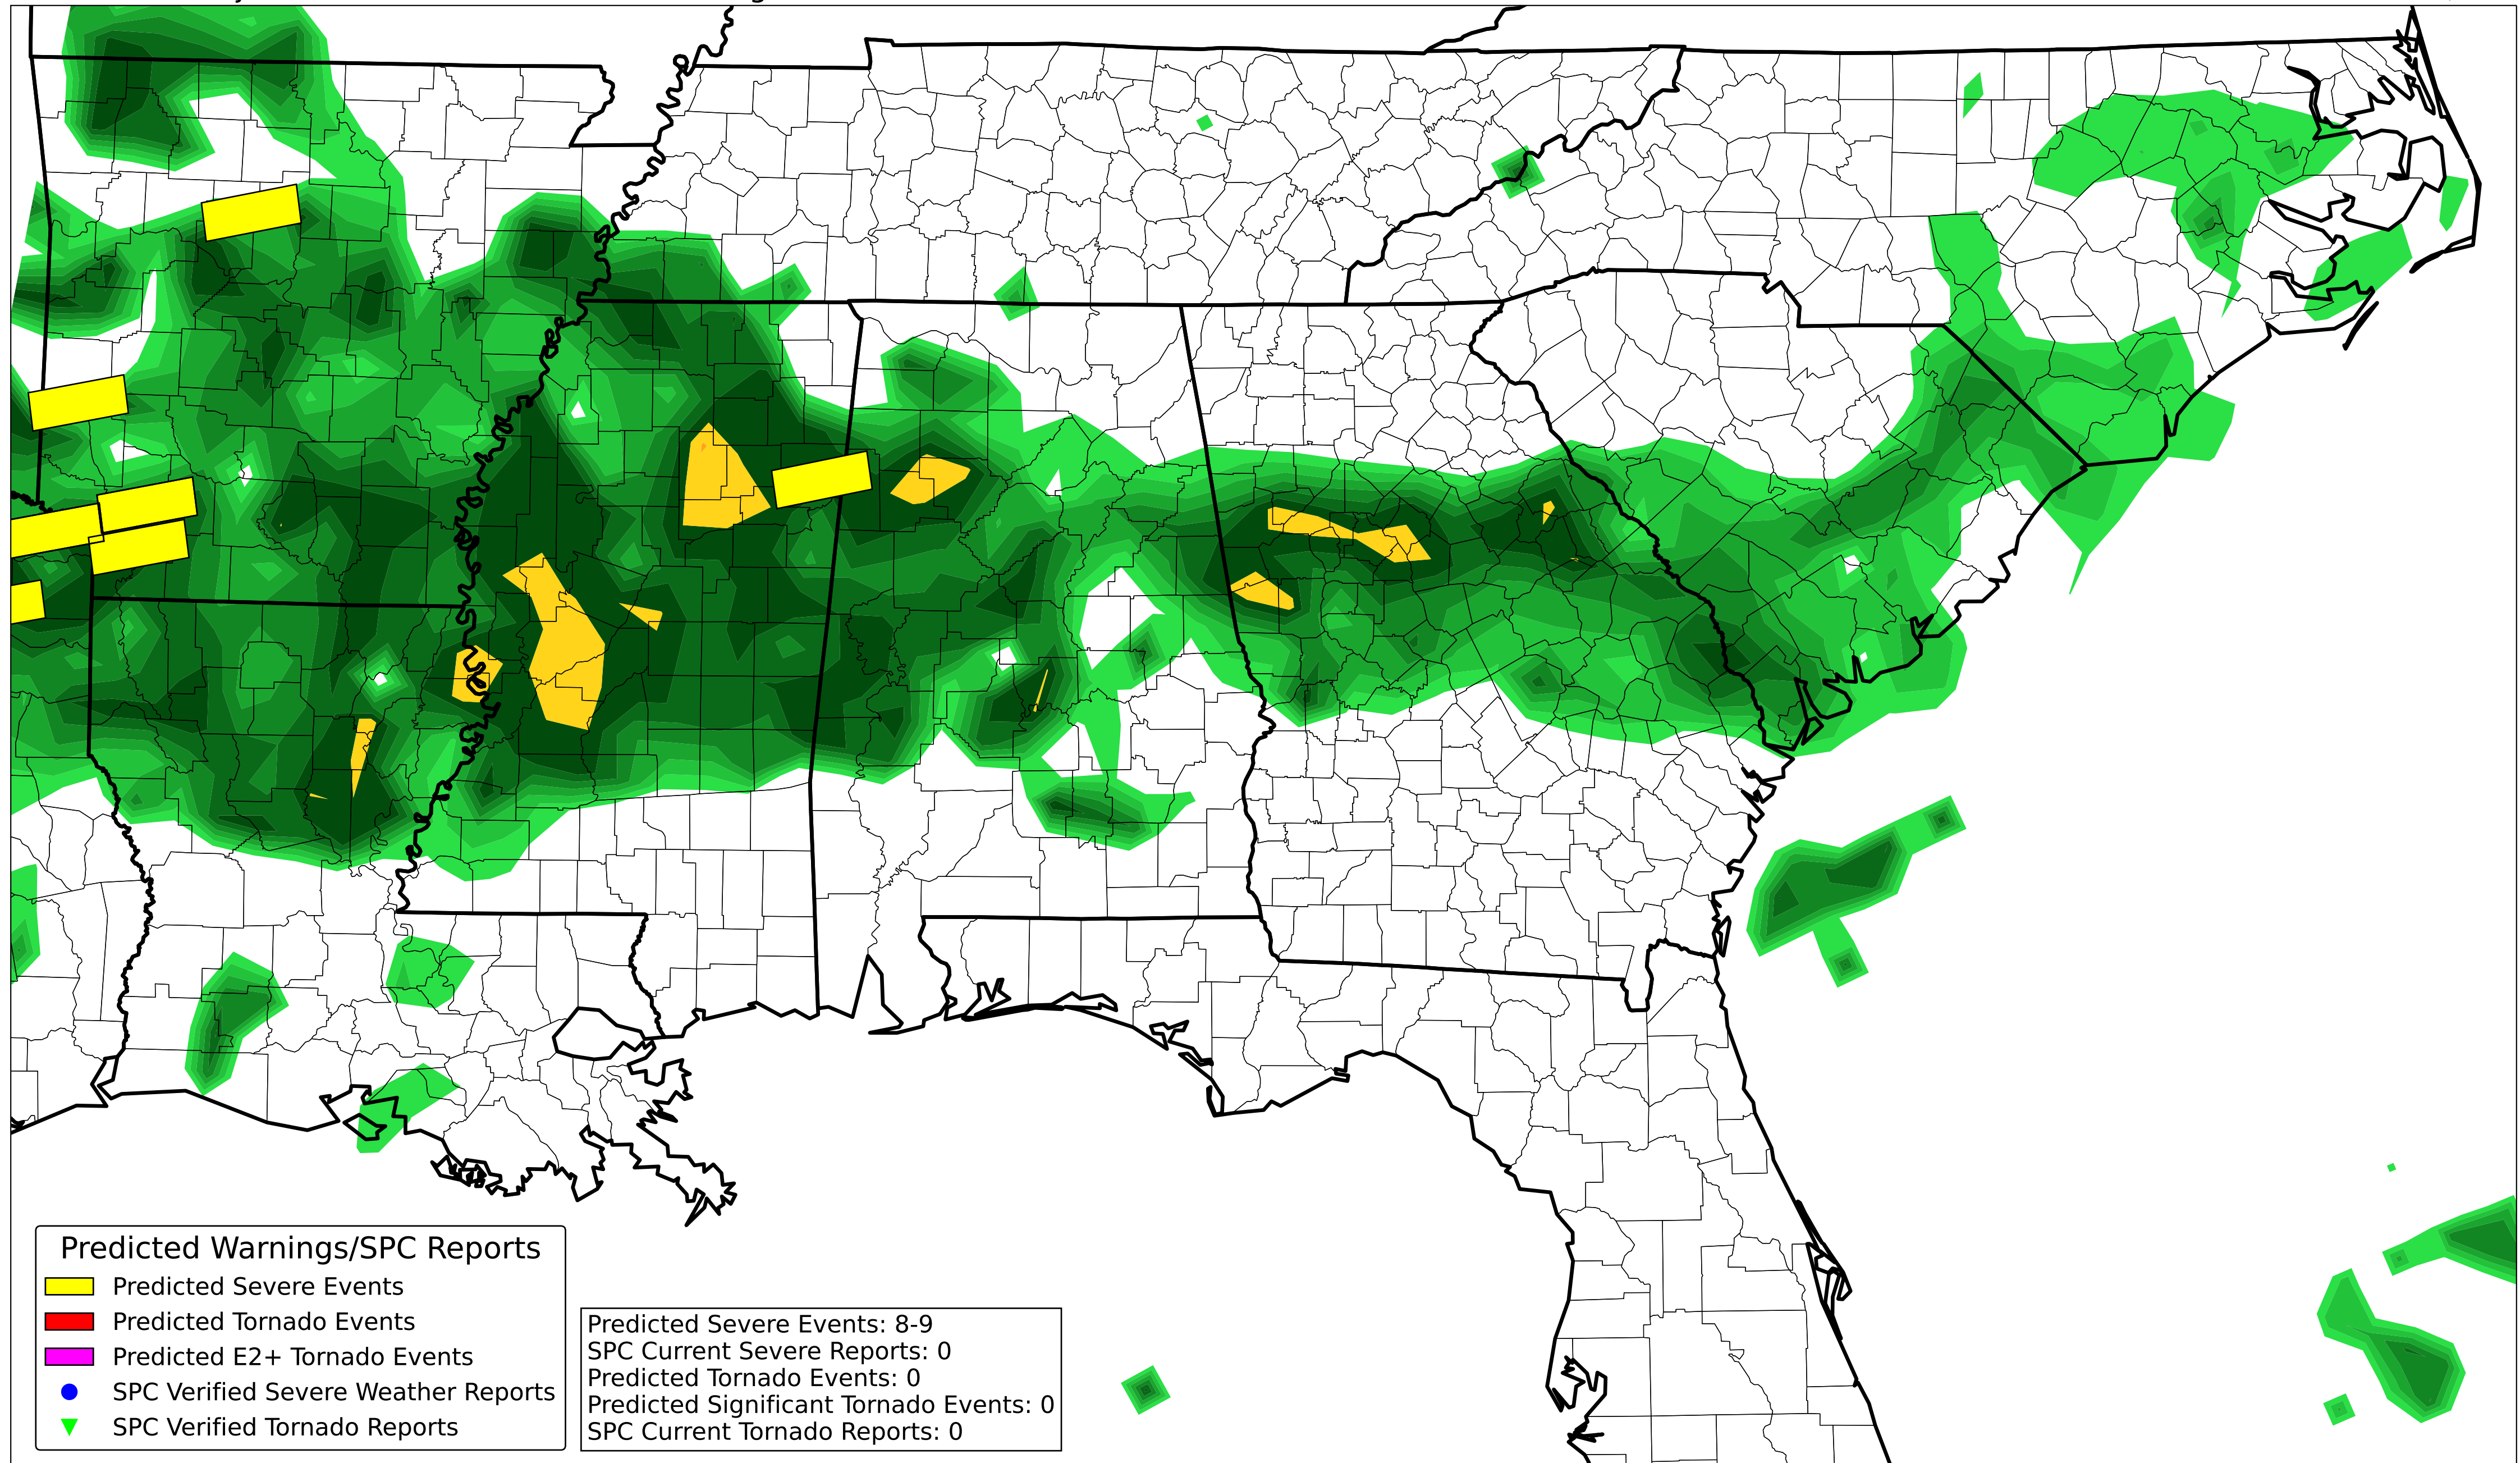 Predicted Warnings/SPC Reports
Predicted Severe Events
Predicted Tornado Events
Predicted E2+ Tornado Events
SPC Verified Severe Weather Reports
SPC Verified Tornado Reports
Predicted Severe Events: 8-9
SPC Current Severe Reports: 0
Predicted Tornado Events: 0
Predicted Significant Tornado Events: 0
SPC Current Tornado Reports: 0